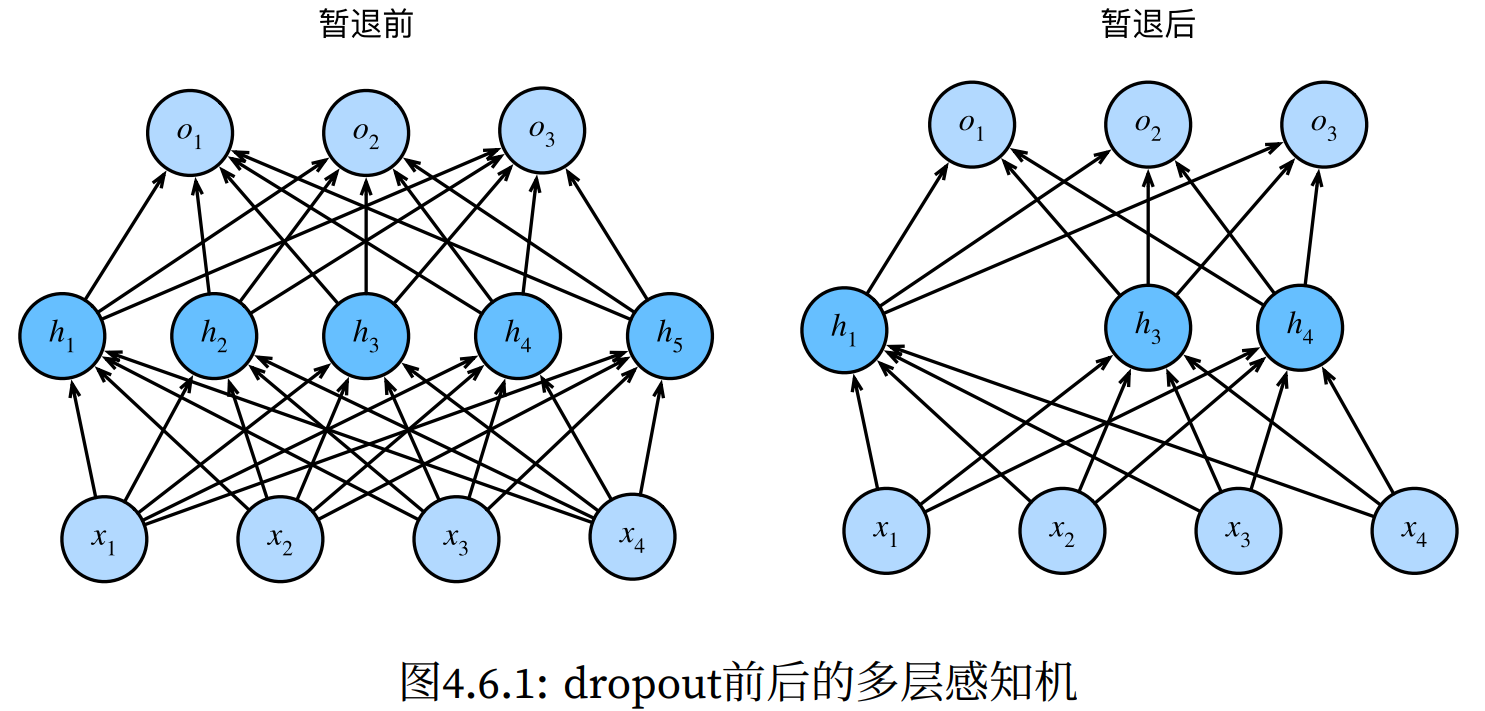 暂退前 暂退后
o1 o2 o3 o1 o2 o3
h1 h2 h3 h4 h5 h1 h3 h4
x1 x2 x3 x4 x1 x2 x3 x4
图4.6.1: dropout前后的多层感知机